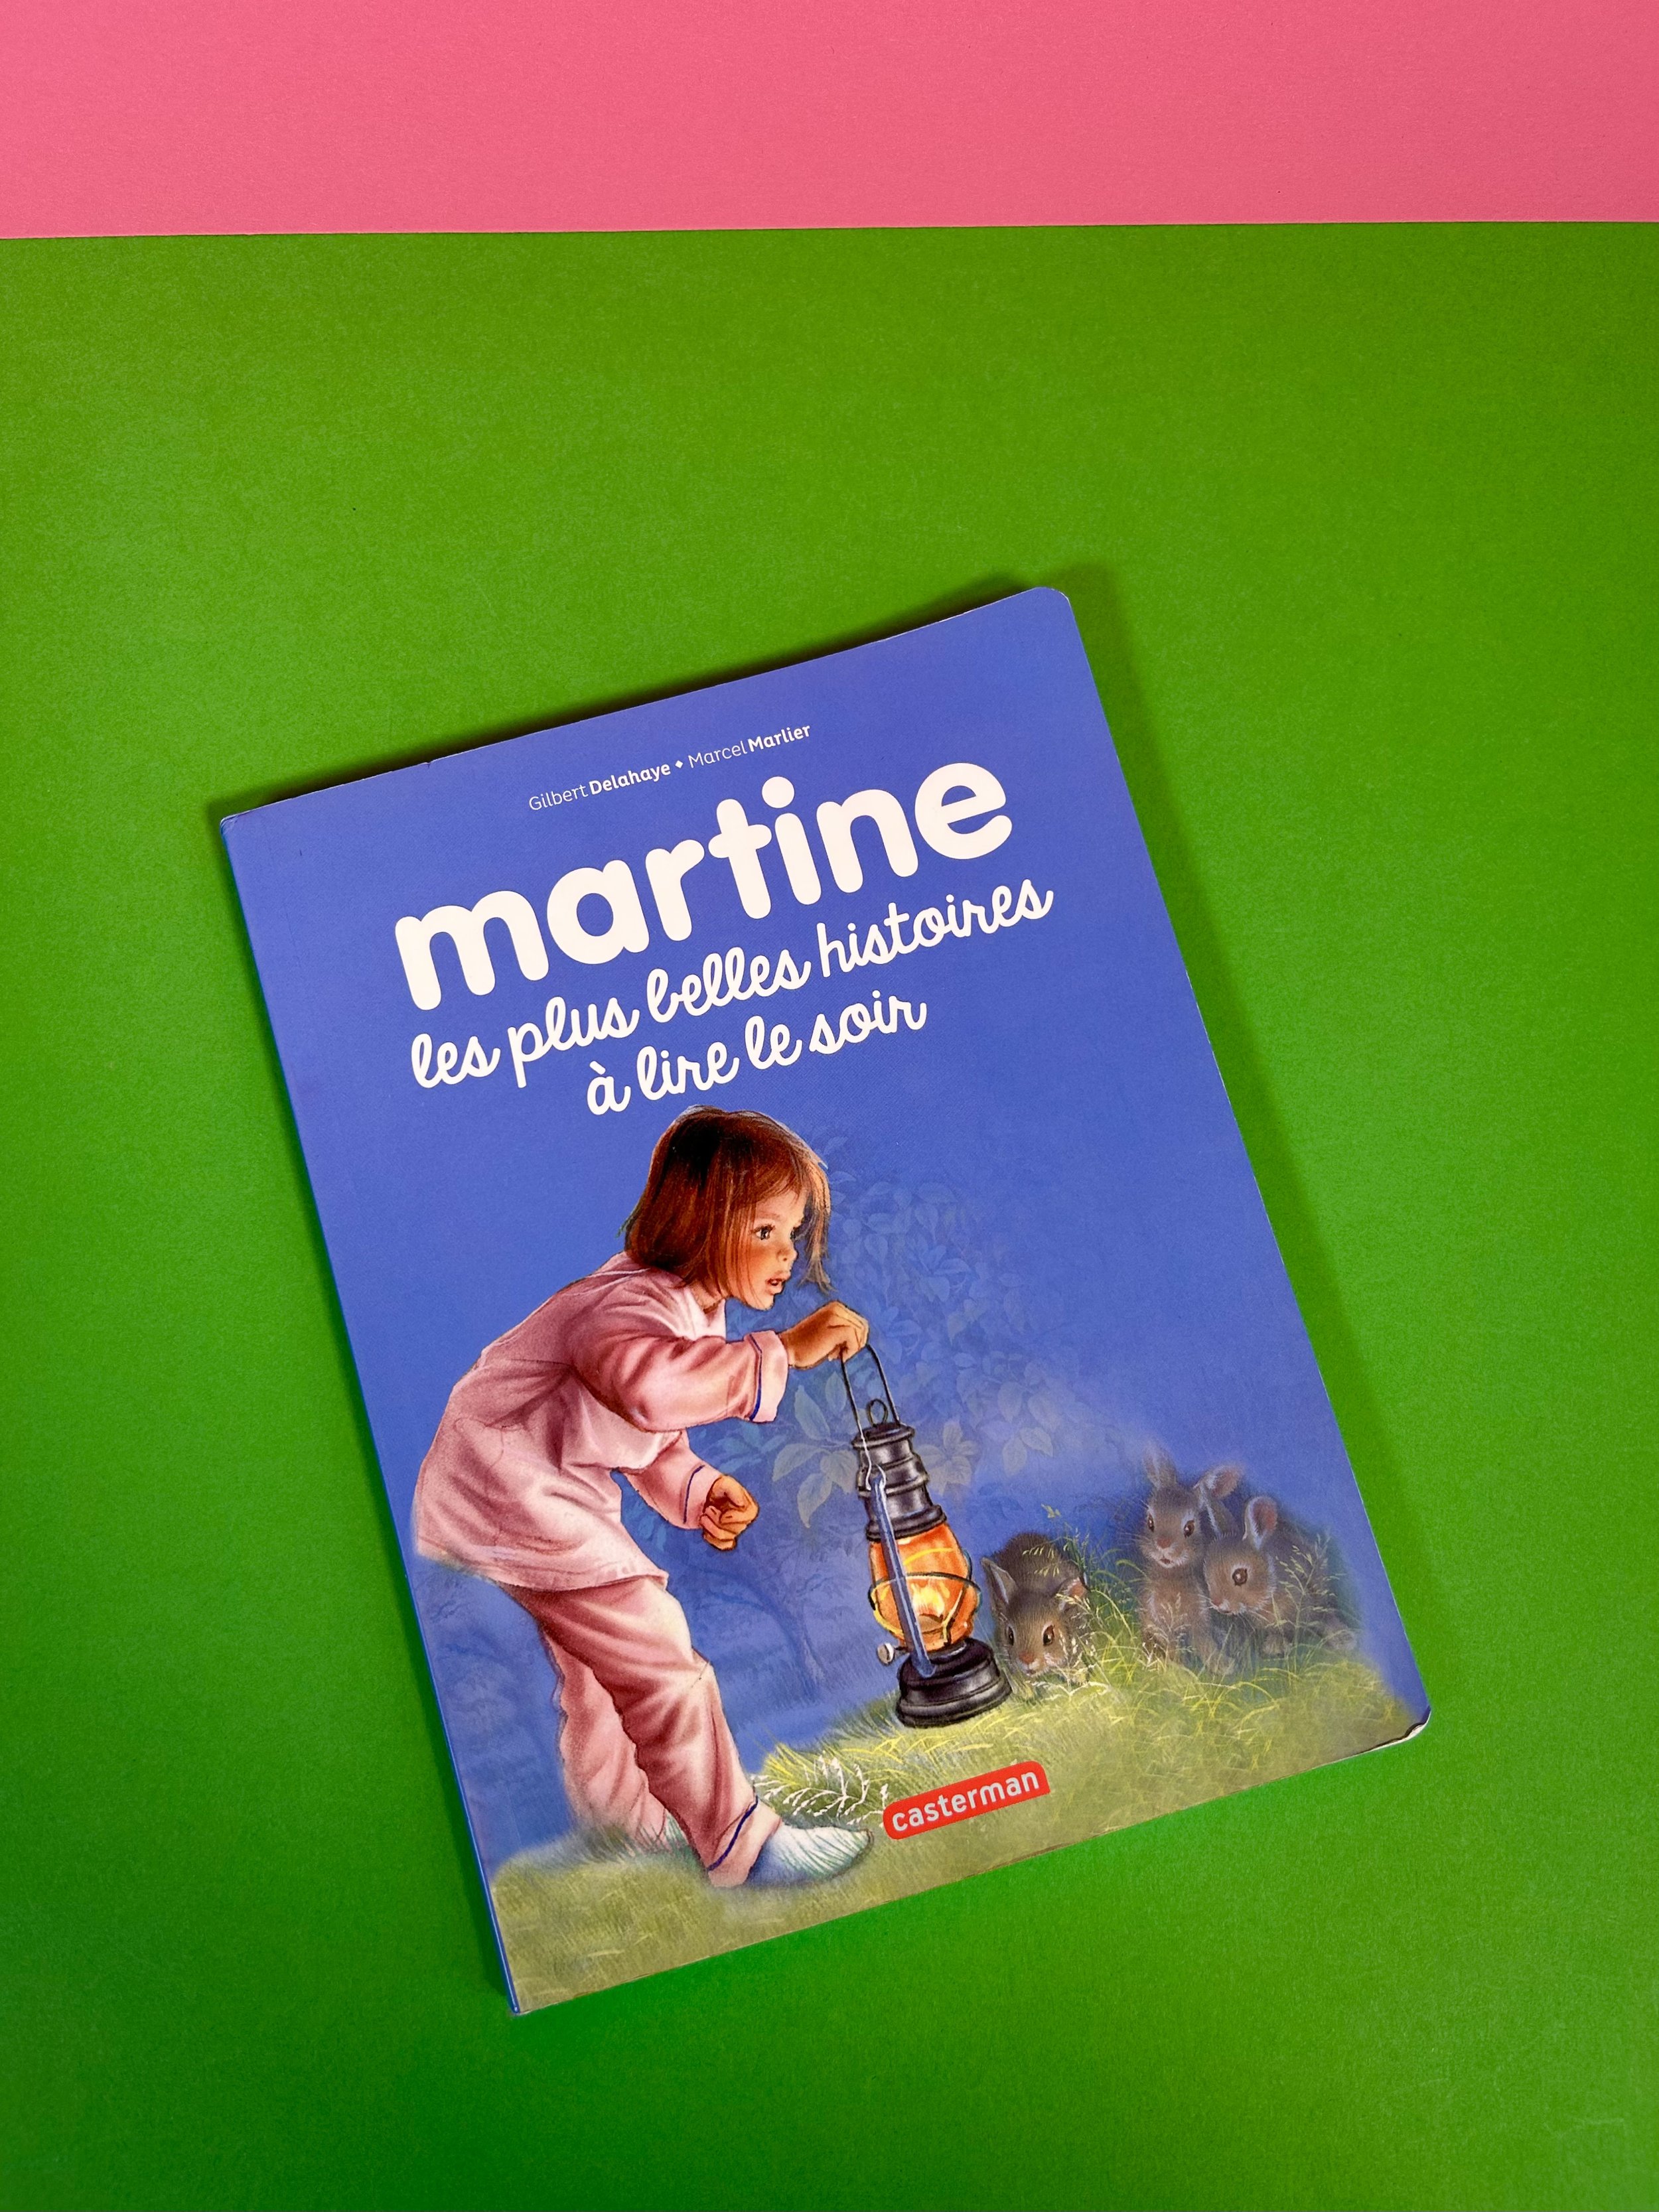 Gilbert Delahaye • Marcel Marlier
martine
les plus belles histoires
à lire le soir
casterman